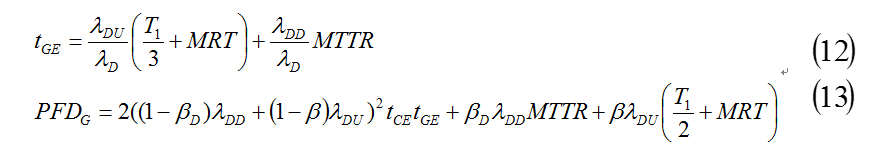 t_GE = λ_DU/λ_D (T_1/3 + MRT) + λ_DD/λ_D MTTR (12)
PFD_G = 2((1 − β_D)λ_DD + (1 − β)λ_DU)² t_CE t_GE + β_D λ_DD MTTR + βλ_DU (T_1/2 + MRT) (13)